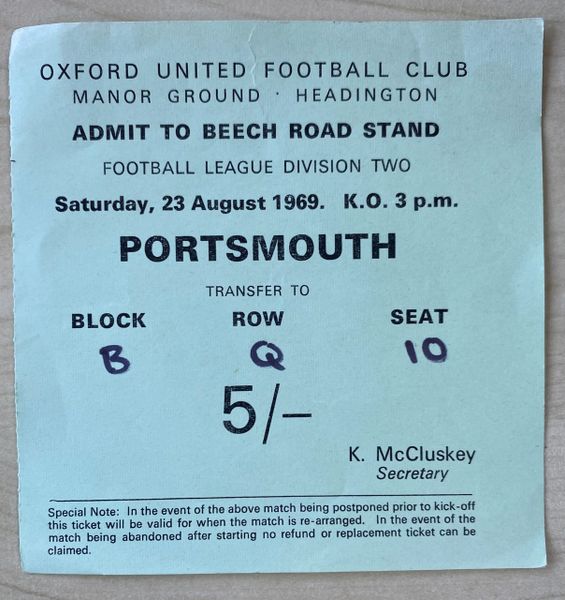 OXFORD UNITED FOOTBALL CLUB
MANOR GROUND · HEADINGTON
ADMIT TO BEECH ROAD STAND
FOOTBALL LEAGUE DIVISION TWO
Saturday, 23 August 1969. K.O. 3 p.m.
PORTSMOUTH
TRANSFER TO
BLOCK ROW SEAT
B Q 10
5/–
K. McCluskey
Secretary
Special Note: In the event of the above match being postponed prior to kick-off
this ticket will be valid for when the match is re-arranged. In the event of the
match being abandoned after starting no refund or replacement ticket can be
claimed.